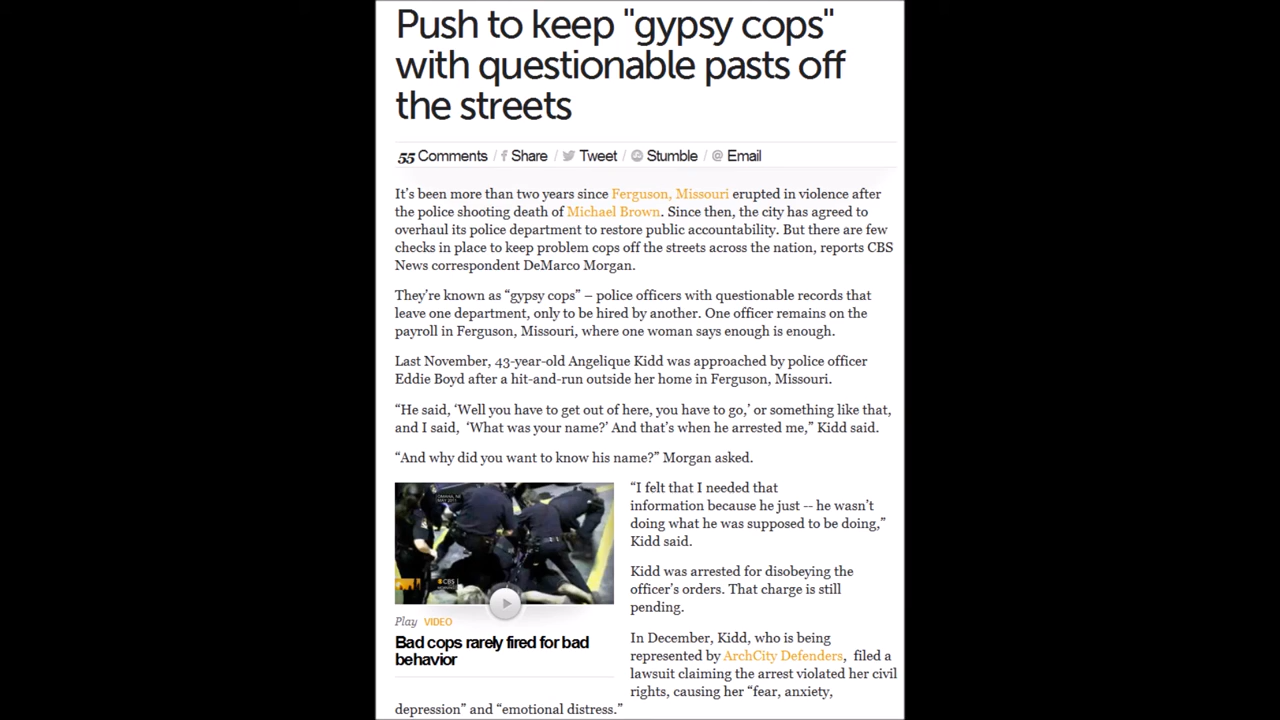 Push to keep "gypsy cops"
with questionable pasts off
the streets
55 Comments / Share / Tweet / Stumble / @ Email
It's been more than two years since Ferguson, Missouri erupted in violence after
the police shooting death of Michael Brown. Since then, the city has agreed to
overhaul its police department to restore public accountability. But there are few
checks in place to keep problem cops off the streets across the nation, reports CBS
News correspondent DeMarco Morgan.
They're known as “gypsy cops” – police officers with questionable records that
leave one department, only to be hired by another. One officer remains on the
payroll in Ferguson, Missouri, where one woman says enough is enough.
Last November, 43-year-old Angelique Kidd was approached by police officer
Eddie Boyd after a hit-and-run outside her home in Ferguson, Missouri.
“He said, ‘Well you have to get out of here, you have to go,’ or something like that,
and I said, ‘What was your name?’ And that’s when he arrested me,” Kidd said.
“And why did you want to know his name?” Morgan asked.
OMAHA, NE
MAY 2011
CBS
Play VIDEO
Bad cops rarely fired for bad
behavior
“I felt that I needed that
information because he just -- he wasn’t
doing what he was supposed to be doing,”
Kidd said.
Kidd was arrested for disobeying the
officer’s orders. That charge is still
pending.
In December, Kidd, who is being
represented by ArchCity Defenders, filed a
lawsuit claiming the arrest violated her civil
rights, causing her “fear, anxiety,
depression” and “emotional distress.”